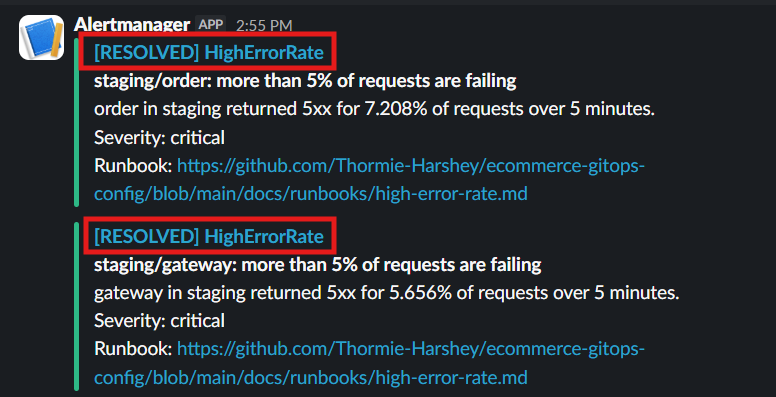 Alertmanager APP 2:55 PM
[RESOLVED] HighErrorRate
staging/order: more than 5% of requests are failing
order in staging returned 5xx for 7.208% of requests over 5 minutes.
Severity: critical
Runbook: https://github.com/Thormie-Harshey/ecommerce-gitops-
config/blob/main/docs/runbooks/high-error-rate.md
[RESOLVED] HighErrorRate
staging/gateway: more than 5% of requests are failing
gateway in staging returned 5xx for 5.656% of requests over 5 minutes.
Severity: critical
Runbook: https://github.com/Thormie-Harshey/ecommerce-gitops-
config/blob/main/docs/runbooks/high-error-rate.md